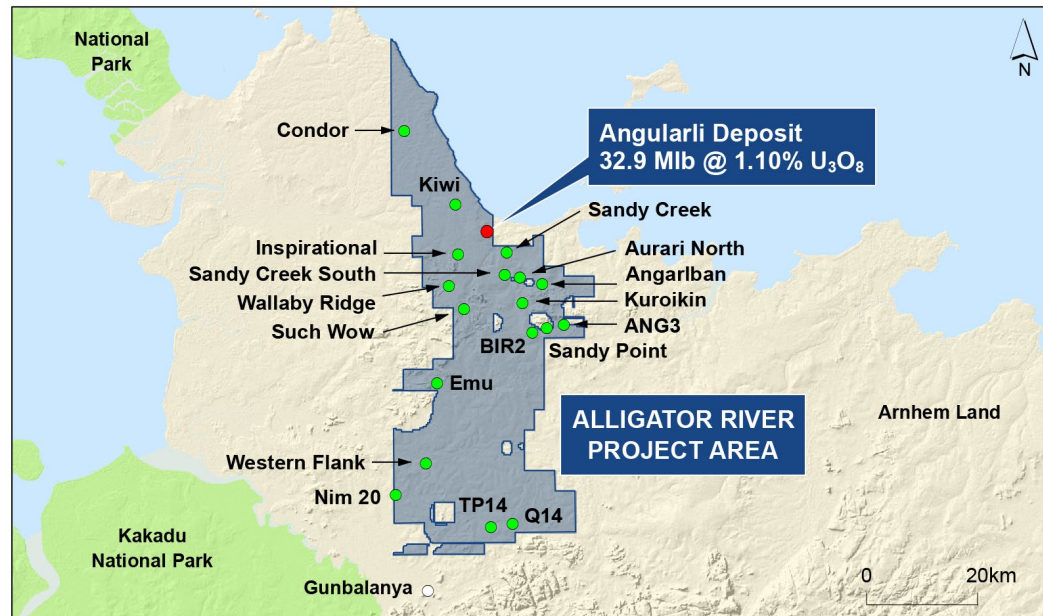 National
Park
N
Condor
Angularli Deposit
32.9 Mlb @ 1.10% U₃O₈
Kiwi
Sandy Creek
Inspirational
Aurari North
Sandy Creek South
Angarlban
Wallaby Ridge
Kuroikin
Such Wow
ANG3
BIR2
Sandy Point
Emu
ALLIGATOR RIVER
PROJECT AREA
Arnhem Land
Western Flank
Nim 20
TP14
Q14
Kakadu
National Park
Gunbalanya
0
20km